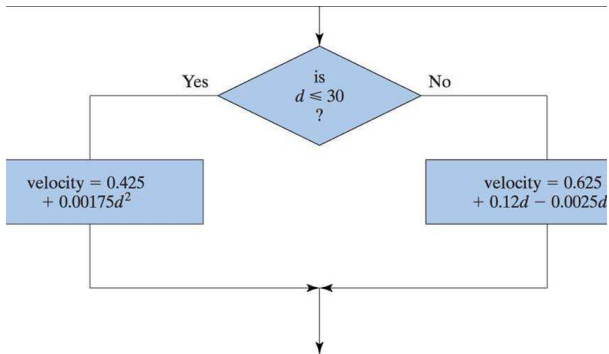 is
d ≤ 30
?
Yes
No
velocity = 0.425
+ 0.00175d²
velocity = 0.625
+ 0.12d − 0.0025d